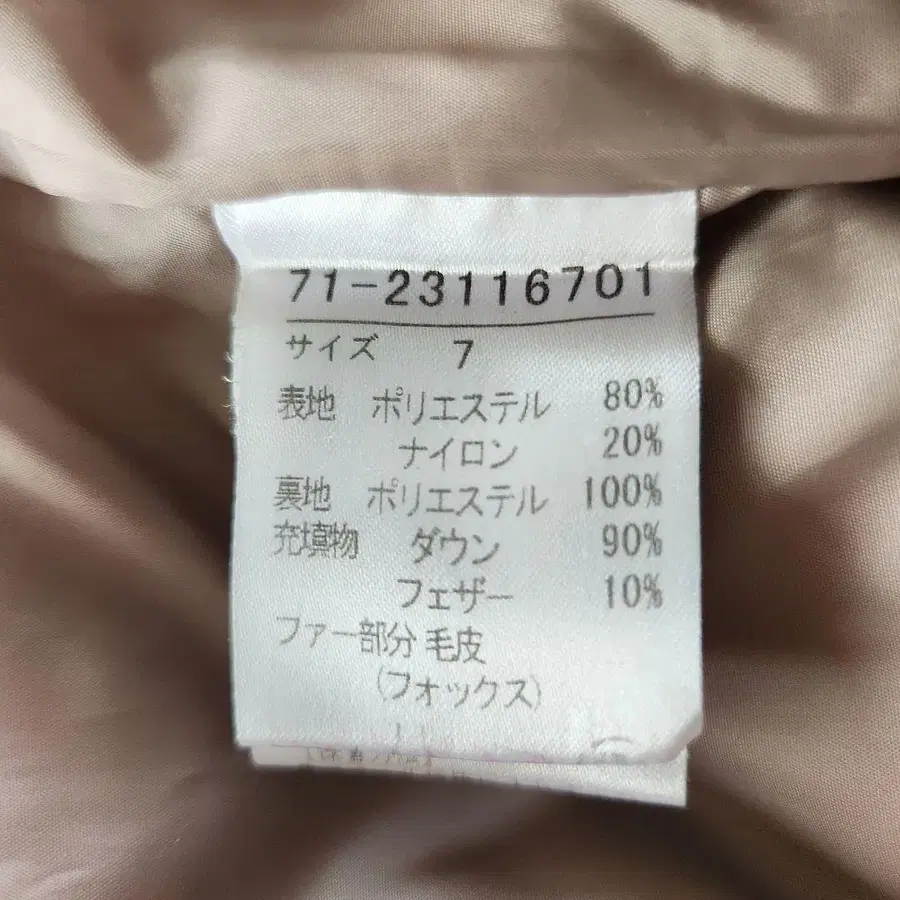 71-23116701
サイズ 7
表地 ポリエステル 80%
ナイロン 20%
裏地 ポリエステル 100%
充填物 ダウン 90%
フェザー 10%
ファー部分 毛皮
(フォックス)